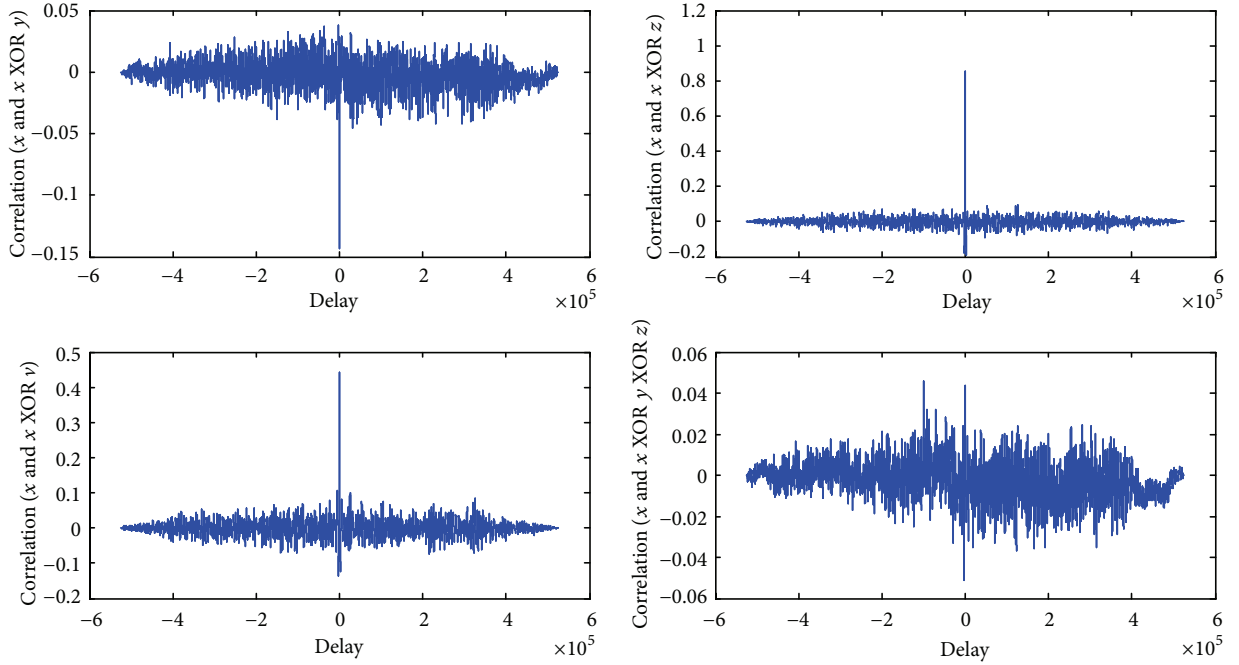 Correlation (x and x XOR y)
0.05
0
−0.05
−0.1
−0.15
−6 −4 −2 0 2 4 6
Delay
×10^5
Correlation (x and x XOR z)
1.2
1
0.8
0.6
0.4
0.2
0
−0.2
−6 −4 −2 0 2 4 6
Delay
×10^5
Correlation (x and x XOR v)
0.5
0.4
0.3
0.2
0.1
0
−0.1
−0.2
−6 −4 −2 0 2 4 6
Delay
×10^5
Correlation (x and x XOR y XOR z)
0.06
0.04
0.02
0
−0.02
−0.04
−0.06
−6 −4 −2 0 2 4 6
Delay
×10^5